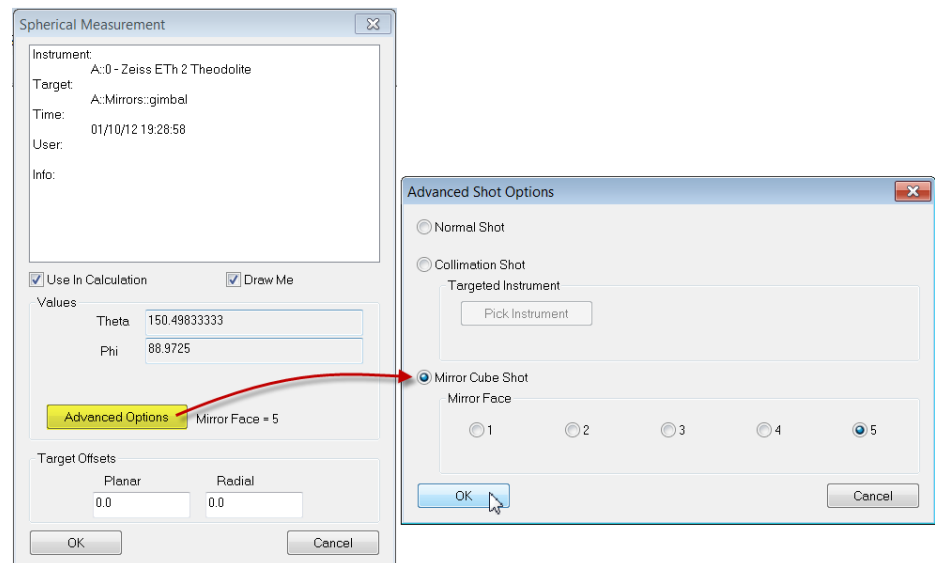 Spherical Measurement
Instrument:
A::0 - Zeiss ETh 2 Theodolite
Target:
A::Mirrors::gimbal
Time:
01/10/12 19:28:58
User:
Info:
Use In Calculation
Draw Me
Values
Theta 150.49833333
Phi 88.9725
Advanced Options
Mirror Face = 5
Target Offsets
Planar
Radial
0.0
0.0
OK
Cancel
Advanced Shot Options
Normal Shot
Collimation Shot
Targeted Instrument
Pick Instrument
Mirror Cube Shot
Mirror Face
1 2 3 4 5
OK
Cancel